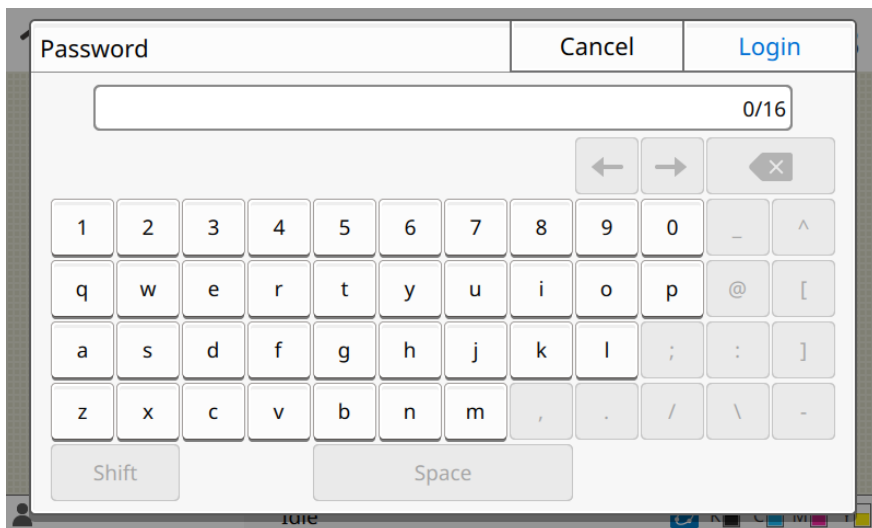 Password Cancel Login
0/16
1 2 3 4 5 6 7 8 9 0 _ ^
q w e r t y u i o p @ [
a s d f g h j k l ; : ]
z x c v b n m , . / \ -
Shift Space
Idle K C M Y